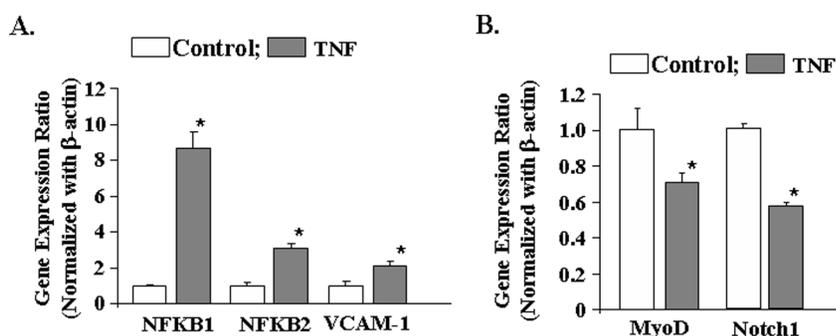 A.
Control; TNF
Gene Expression Ratio
(Normalized with β-actin)
12
10
8
6
4
2
0
*
*
*
NFKB1 NFKB2 VCAM-1
B.
Control; TNF
Gene Expression Ratio
(Normalized with β-actin)
1.2
1.0
0.8
0.6
0.4
0.2
0
*
*
MyoD Notch1